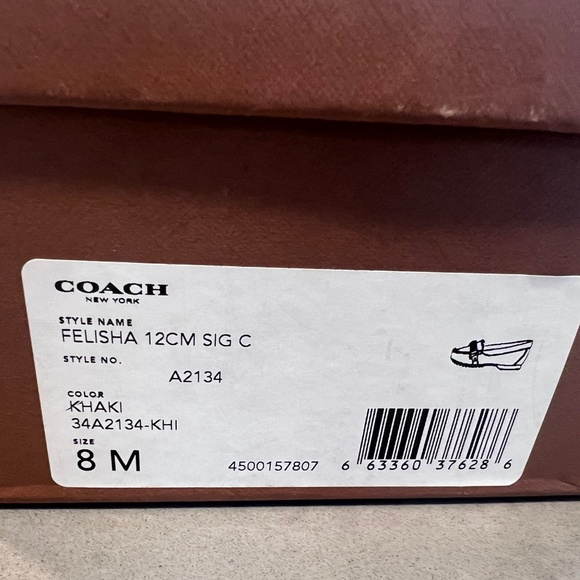 COACH
NEW YORK
STYLE NAME
FELISHA 12CM SIG C
STYLE NO.
A2134
COLOR
KHAKI
34A2134-KHI
SIZE
8 M
4500157807
6 63360 37628 6